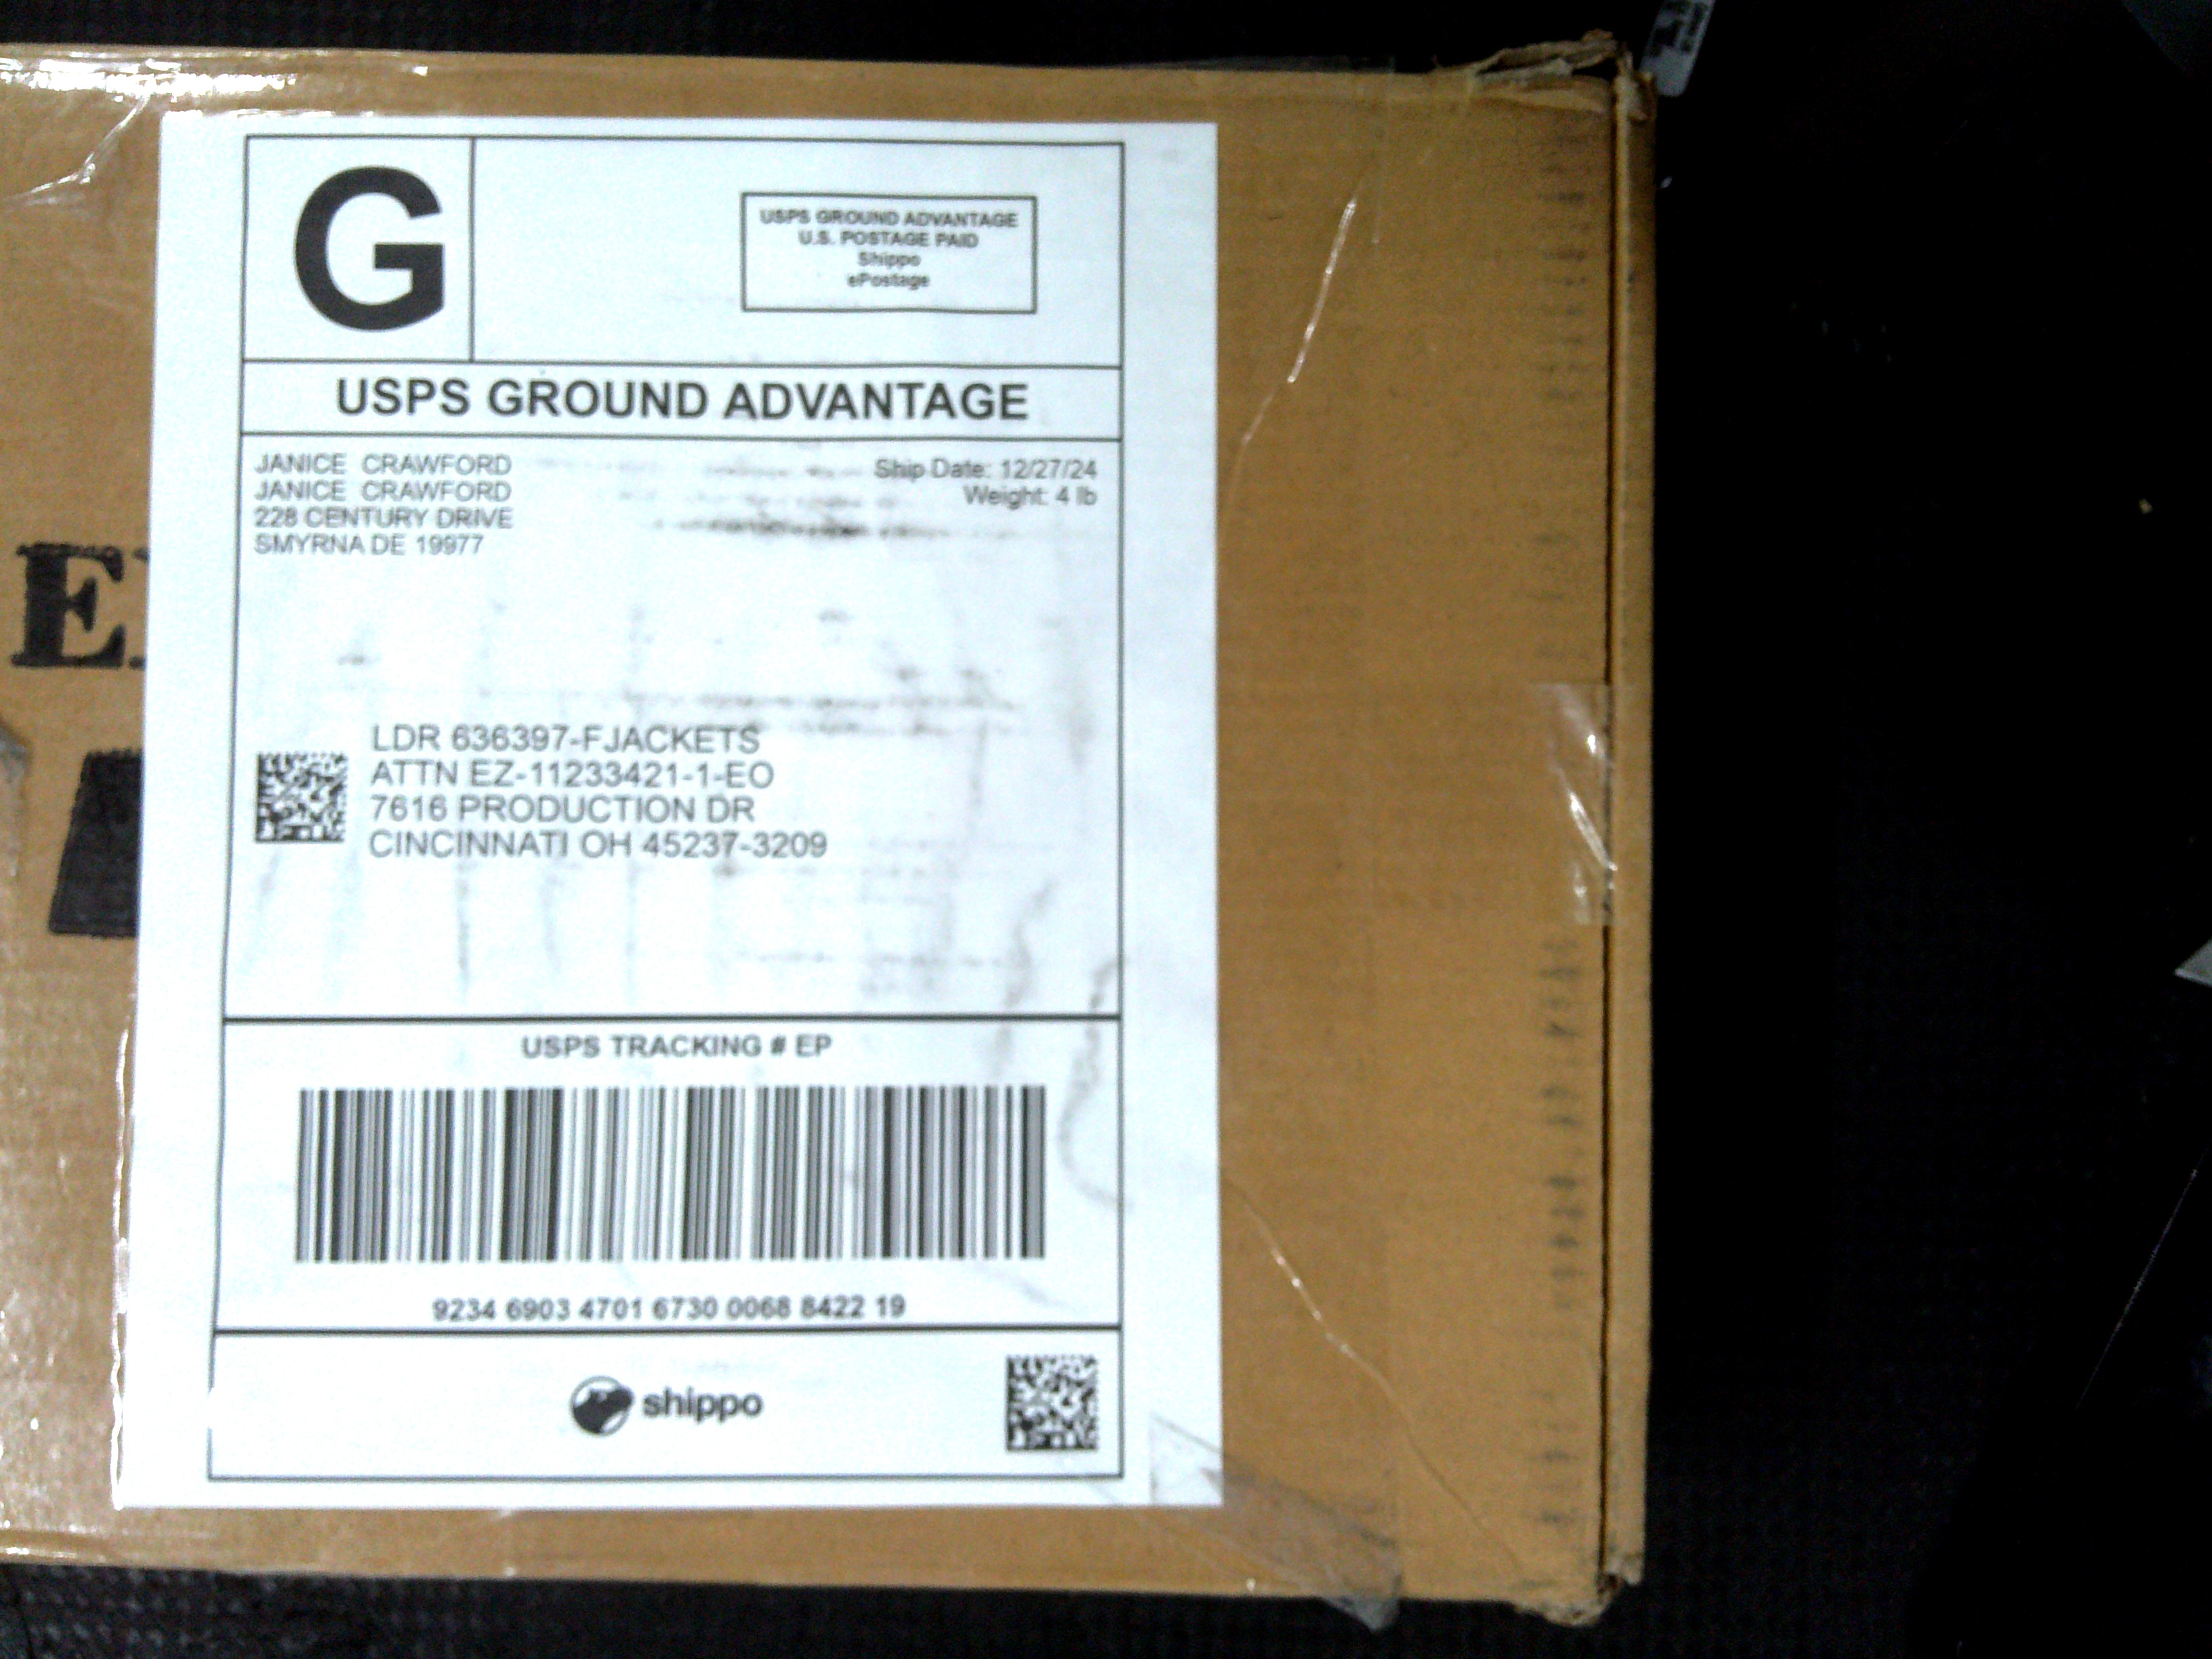 G
USPS GROUND ADVANTAGE
U.S. POSTAGE PAID
Shippo
ePostage
USPS GROUND ADVANTAGE
JANICE CRAWFORD
JANICE CRAWFORD
228 CENTURY DRIVE
SMYRNA DE 19977
Ship Date: 12/27/24
Weight: 4 lb
LDR 636397-FJACKETS
ATTN EZ-11233421-1-EO
7616 PRODUCTION DR
CINCINNATI OH 45237-3209
USPS TRACKING # EP
9234 6903 4701 6730 0068 8422 19
shippo